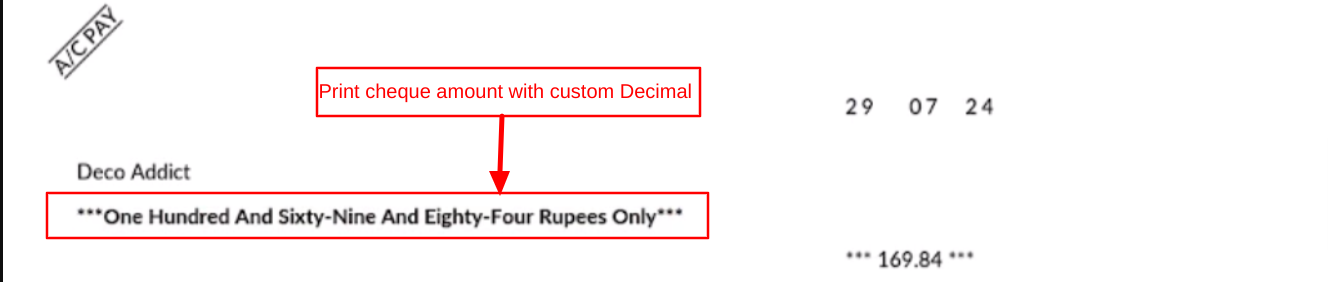 A/C PAY
Print cheque amount with custom Decimal
29 07 24
Deco Addict
***One Hundred And Sixty-Nine And Eighty-Four Rupees Only***
*** 169.84 ***